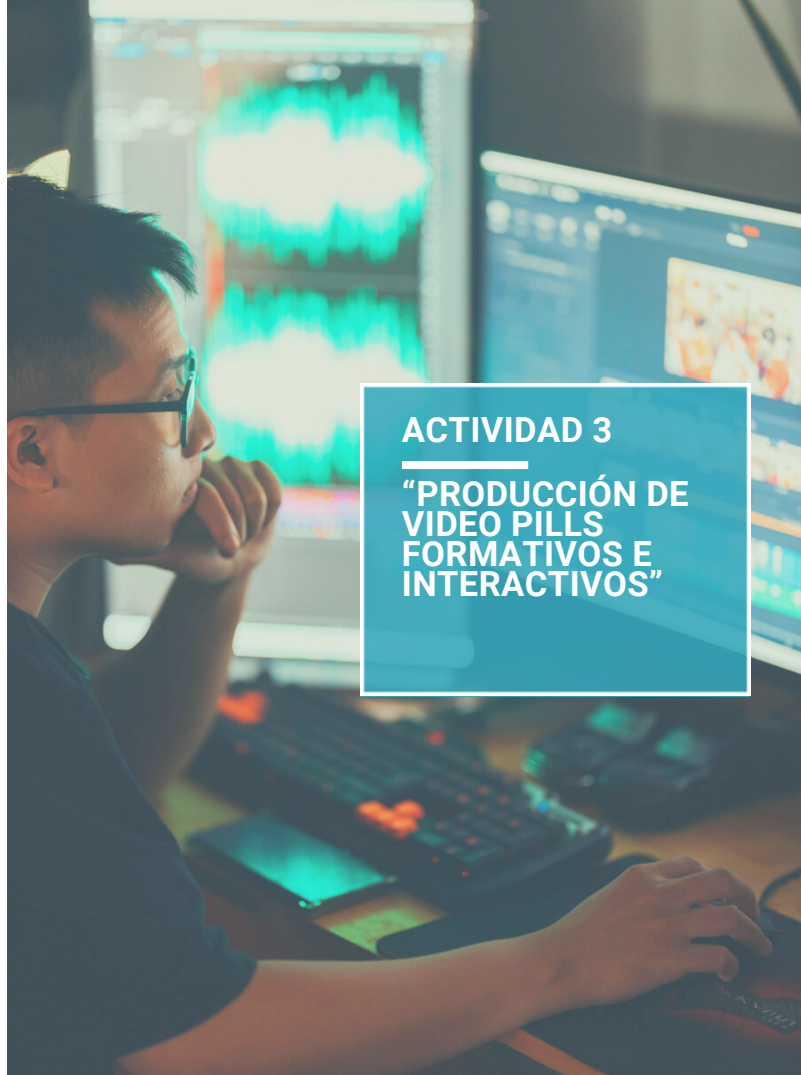 ACTIVIDAD 3
“PRODUCCIÓN DE
VIDEO PILLS
FORMATIVOS E
INTERACTIVOS”